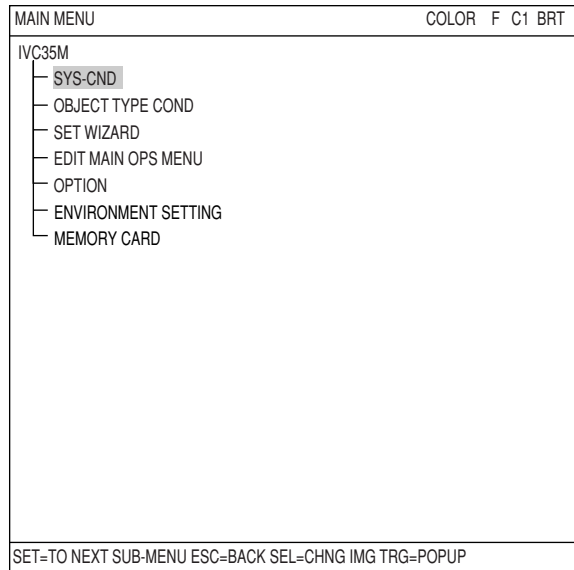 MAIN MENU COLOR F C1 BRT
IVC35M
SYS-CND
OBJECT TYPE COND
SET WIZARD
EDIT MAIN OPS MENU
OPTION
ENVIRONMENT SETTING
MEMORY CARD
SET=TO NEXT SUB-MENU ESC=BACK SEL=CHNG IMG TRG=POPUP